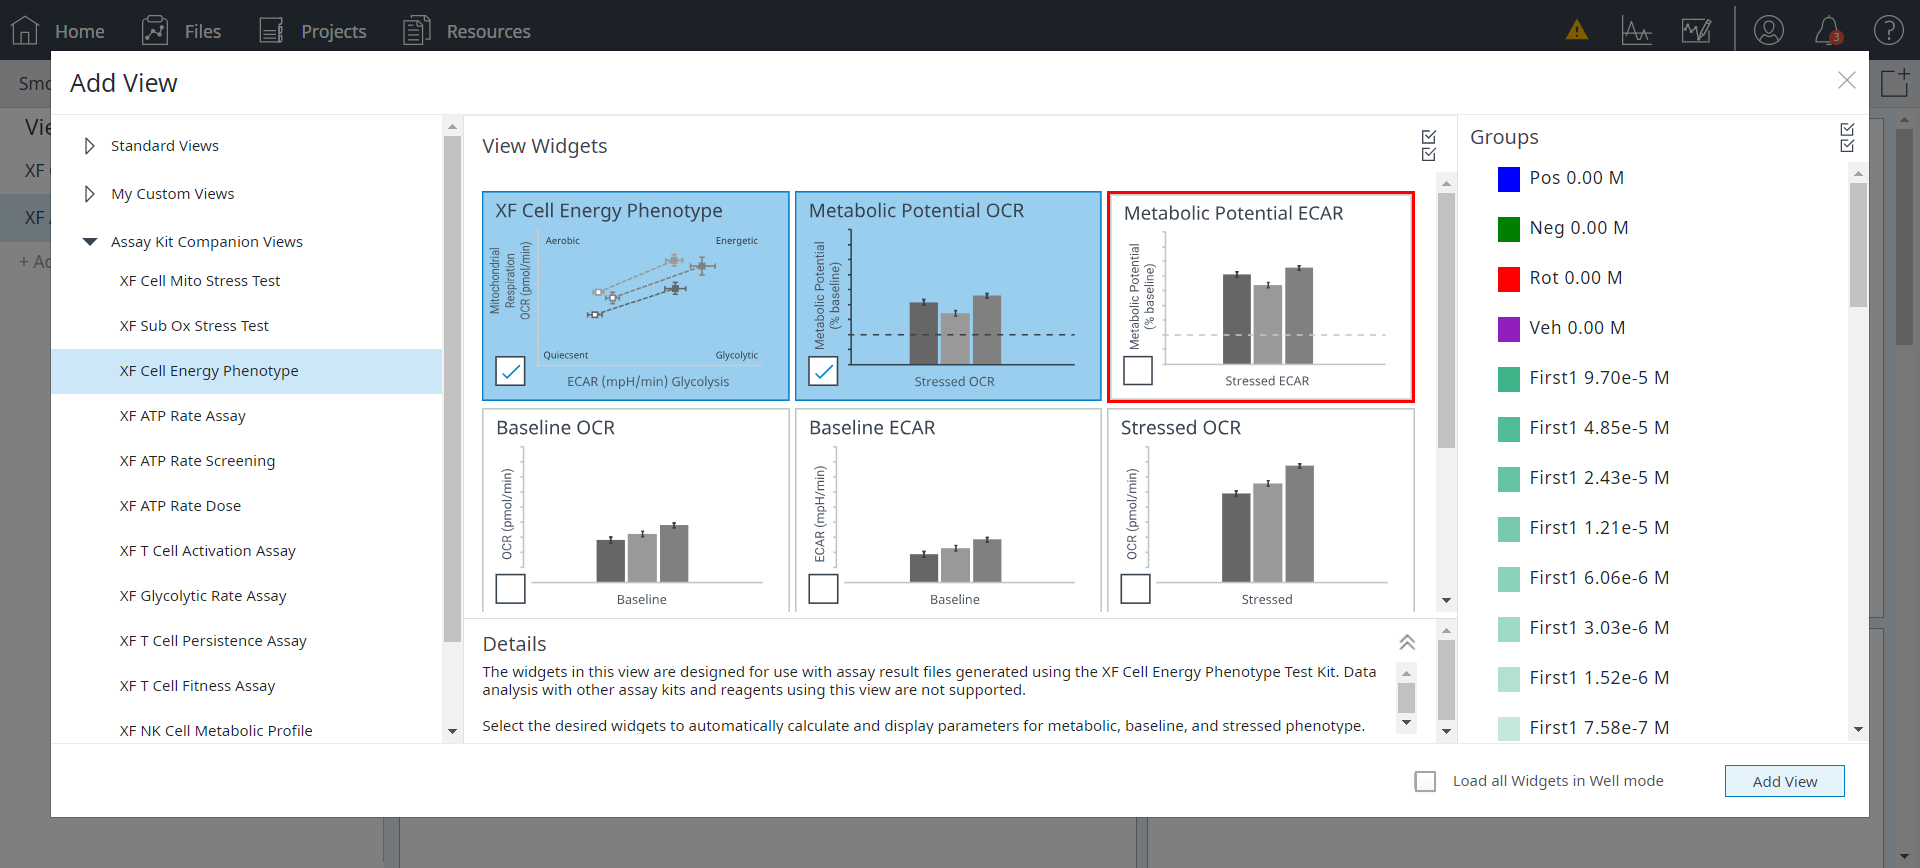 Home
Files
Projects
Resources
3
Smo
Vie
XF
XF
+ Ad
Add View
Standard Views
My Custom Views
Assay Kit Companion Views
XF Cell Mito Stress Test
XF Sub Ox Stress Test
XF Cell Energy Phenotype
XF ATP Rate Assay
XF ATP Rate Screening
XF ATP Rate Dose
XF T Cell Activation Assay
XF Glycolytic Rate Assay
XF T Cell Persistence Assay
XF T Cell Fitness Assay
XF NK Cell Metabolic Profile
View Widgets
XF Cell Energy Phenotype
Mitochondrial
Respiration
OCR (pmol/min)
Aerobic
Energetic
Quiecsent
Glycolytic
ECAR (mpH/min) Glycolysis
Metabolic Potential OCR
Metabolic Potential
(% baseline)
Stressed OCR
Metabolic Potential ECAR
Metabolic Potential
(% baseline)
Stressed ECAR
Baseline OCR
OCR (pmol/min)
Baseline
Baseline ECAR
ECAR (mpH/min)
Baseline
Stressed OCR
OCR (pmol/min)
Stressed
Details
The widgets in this view are designed for use with assay result files generated using the XF Cell Energy Phenotype Test Kit. Data
analysis with other assay kits and reagents using this view are not supported.
Select the desired widgets to automatically calculate and display parameters for metabolic, baseline, and stressed phenotype.
Groups
Pos 0.00 M
Neg 0.00 M
Rot 0.00 M
Veh 0.00 M
First1 9.70e-5 M
First1 4.85e-5 M
First1 2.43e-5 M
First1 1.21e-5 M
First1 6.06e-6 M
First1 3.03e-6 M
First1 1.52e-6 M
First1 7.58e-7 M
Load all Widgets in Well mode
Add View